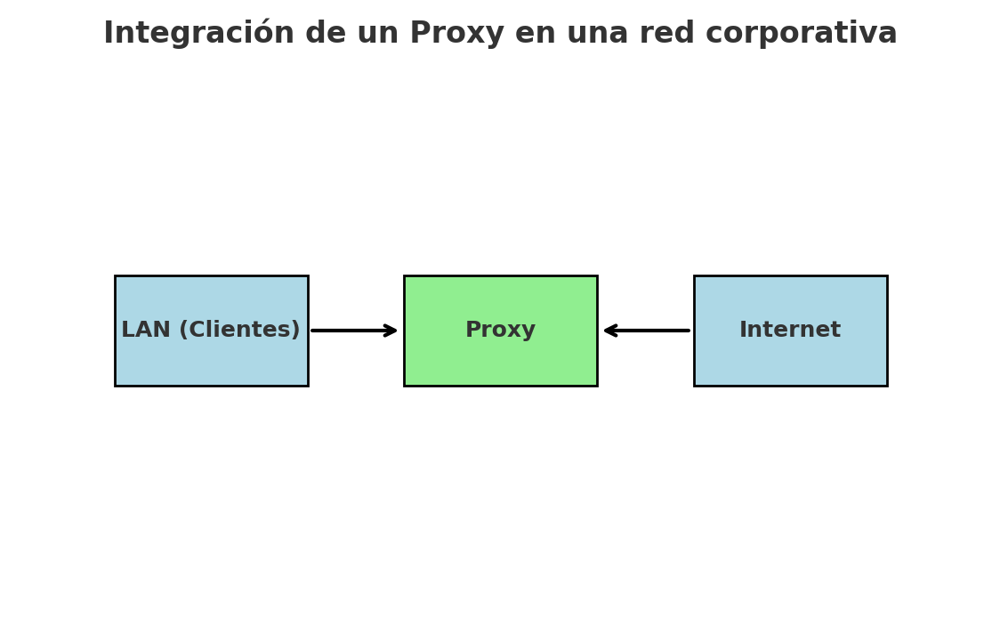 Integración de un Proxy en una red corporativa
LAN (Clientes)
Proxy
Internet